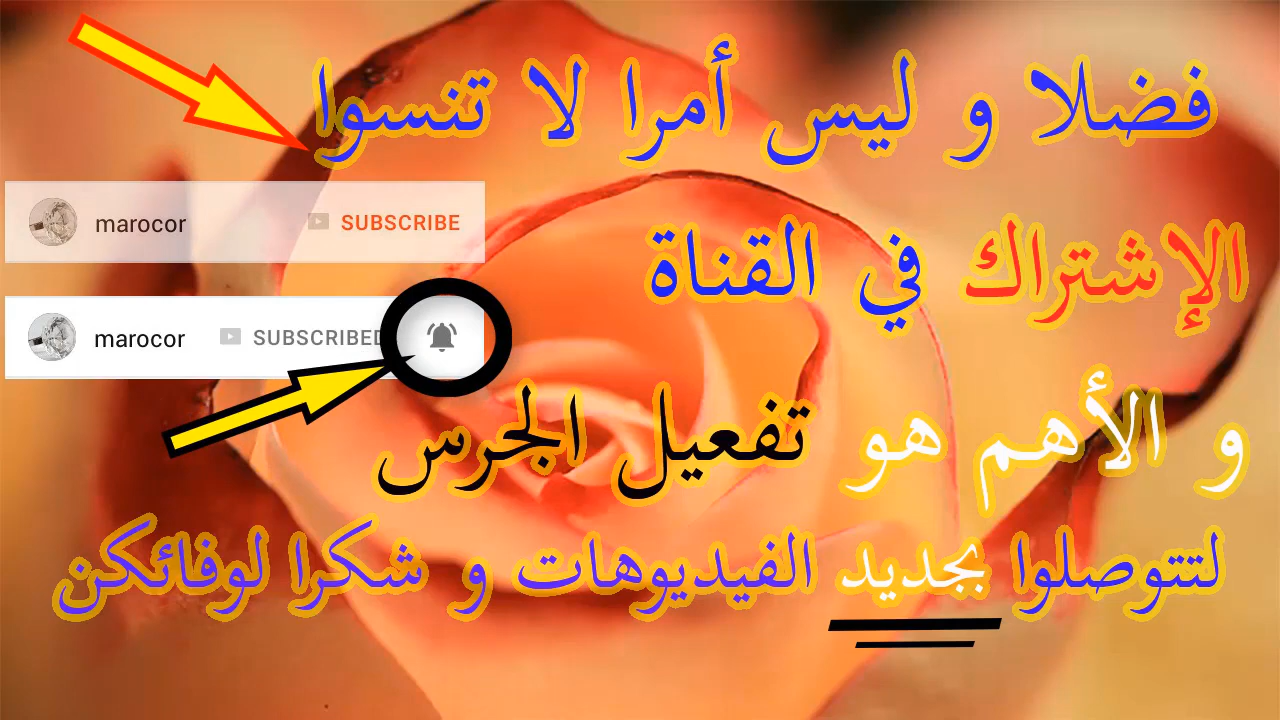 فضلا و ليس أمرا لا تنسوا
marocor SUBSCRIBE
الإشتراك في القناة
marocor SUBSCRIBED
و الأهم هو تفعيل الجرس
لتتوصلوا بجديد الفيديوهات و شكرا لوفائكن